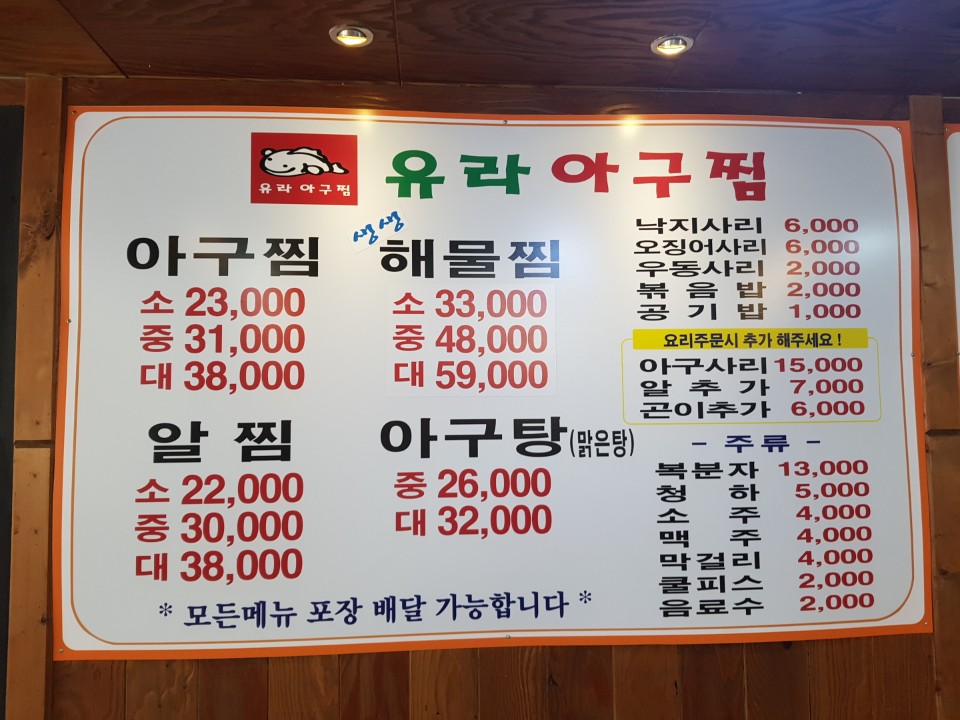 유라 아구찜
유라 아구찜
아구찜
소 23,000
중 31,000
대 38,000
생생
해물찜
소 33,000
중 48,000
대 59,000
알 찜
소 22,000
중 30,000
대 38,000
아구탕(맑은탕)
중 26,000
대 32,000
낙지사리 6,000
오징어사리 6,000
우동사리 2,000
볶음밥 2,000
공기밥 1,000
요리주문시 추가 해주세요 !
아구사리 15,000
알 추 가 7,000
곤이추가 6,000
- 주류 -
복분자 13,000
청 하 5,000
소 주 4,000
맥 주 4,000
막걸리 4,000
쿨피스 2,000
음료수 2,000
* 모든메뉴 포장 배달 가능합니다 *